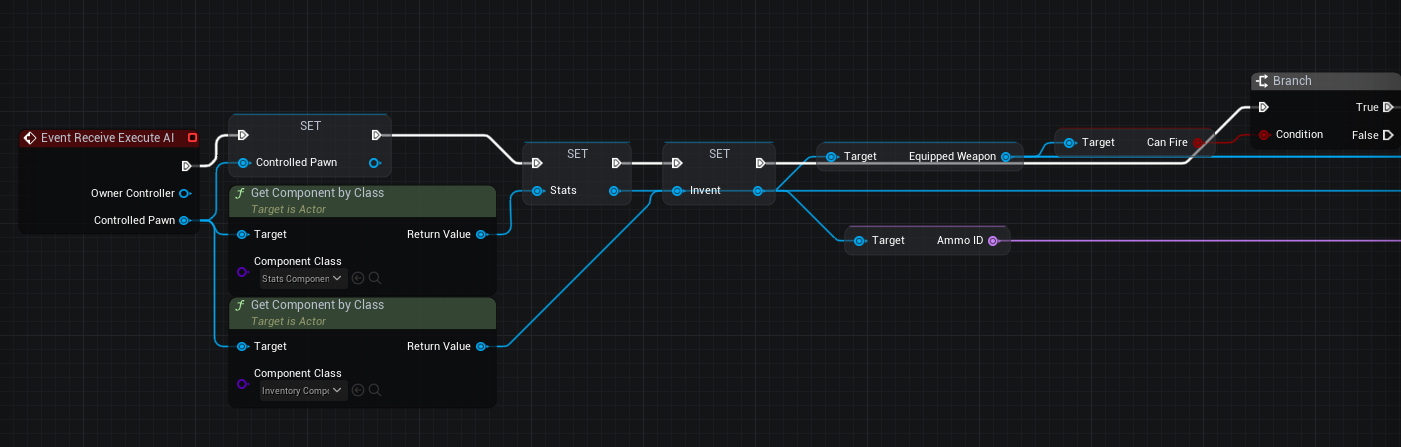 Branch
True
Condition
False
SET
Event Receive Execute AI
Controlled Pawn
Owner Controller
Controlled Pawn
Get Component by Class
Target is Actor
Target
Return Value
Component Class
Stats Componen
Get Component by Class
Target is Actor
Target
Return Value
Component Class
Inventory Compo
SET
Stats
SET
Invent
Target
Equipped Weapon
Target
Can Fire
Target
Ammo ID